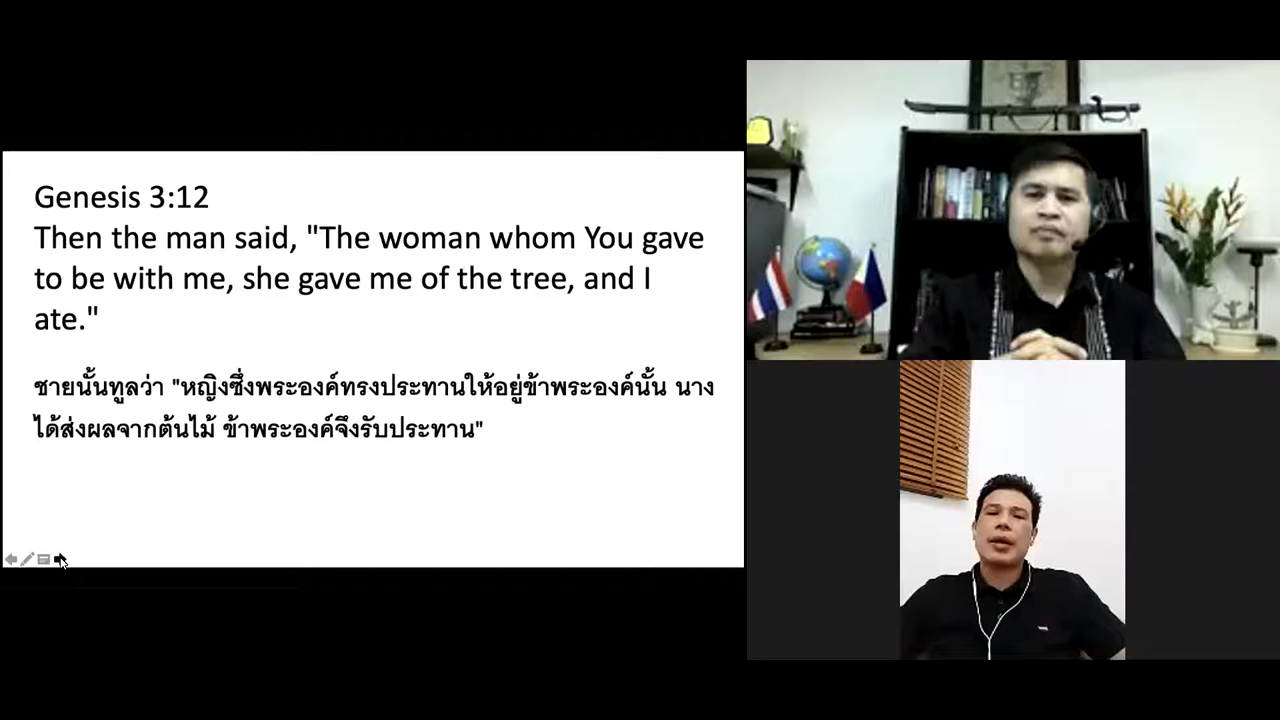 Genesis 3:12
Then the man said, "The woman whom You gave
to be with me, she gave me of the tree, and I
ate."
ชายนั้นทูลว่า "หญิงซึ่งพระองค์ทรงประทานให้อยู่ข้าพระองค์นั้น นาง
ได้ส่งผลจากต้นไม้ ข้าพระองค์จึงรับประทาน"